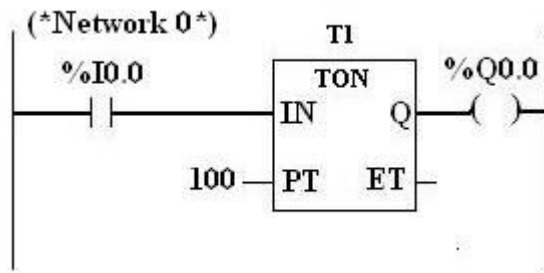 (*Network 0*)
T1
%I0.0
TON
%Q0.0
IN
Q
100
PT
ET